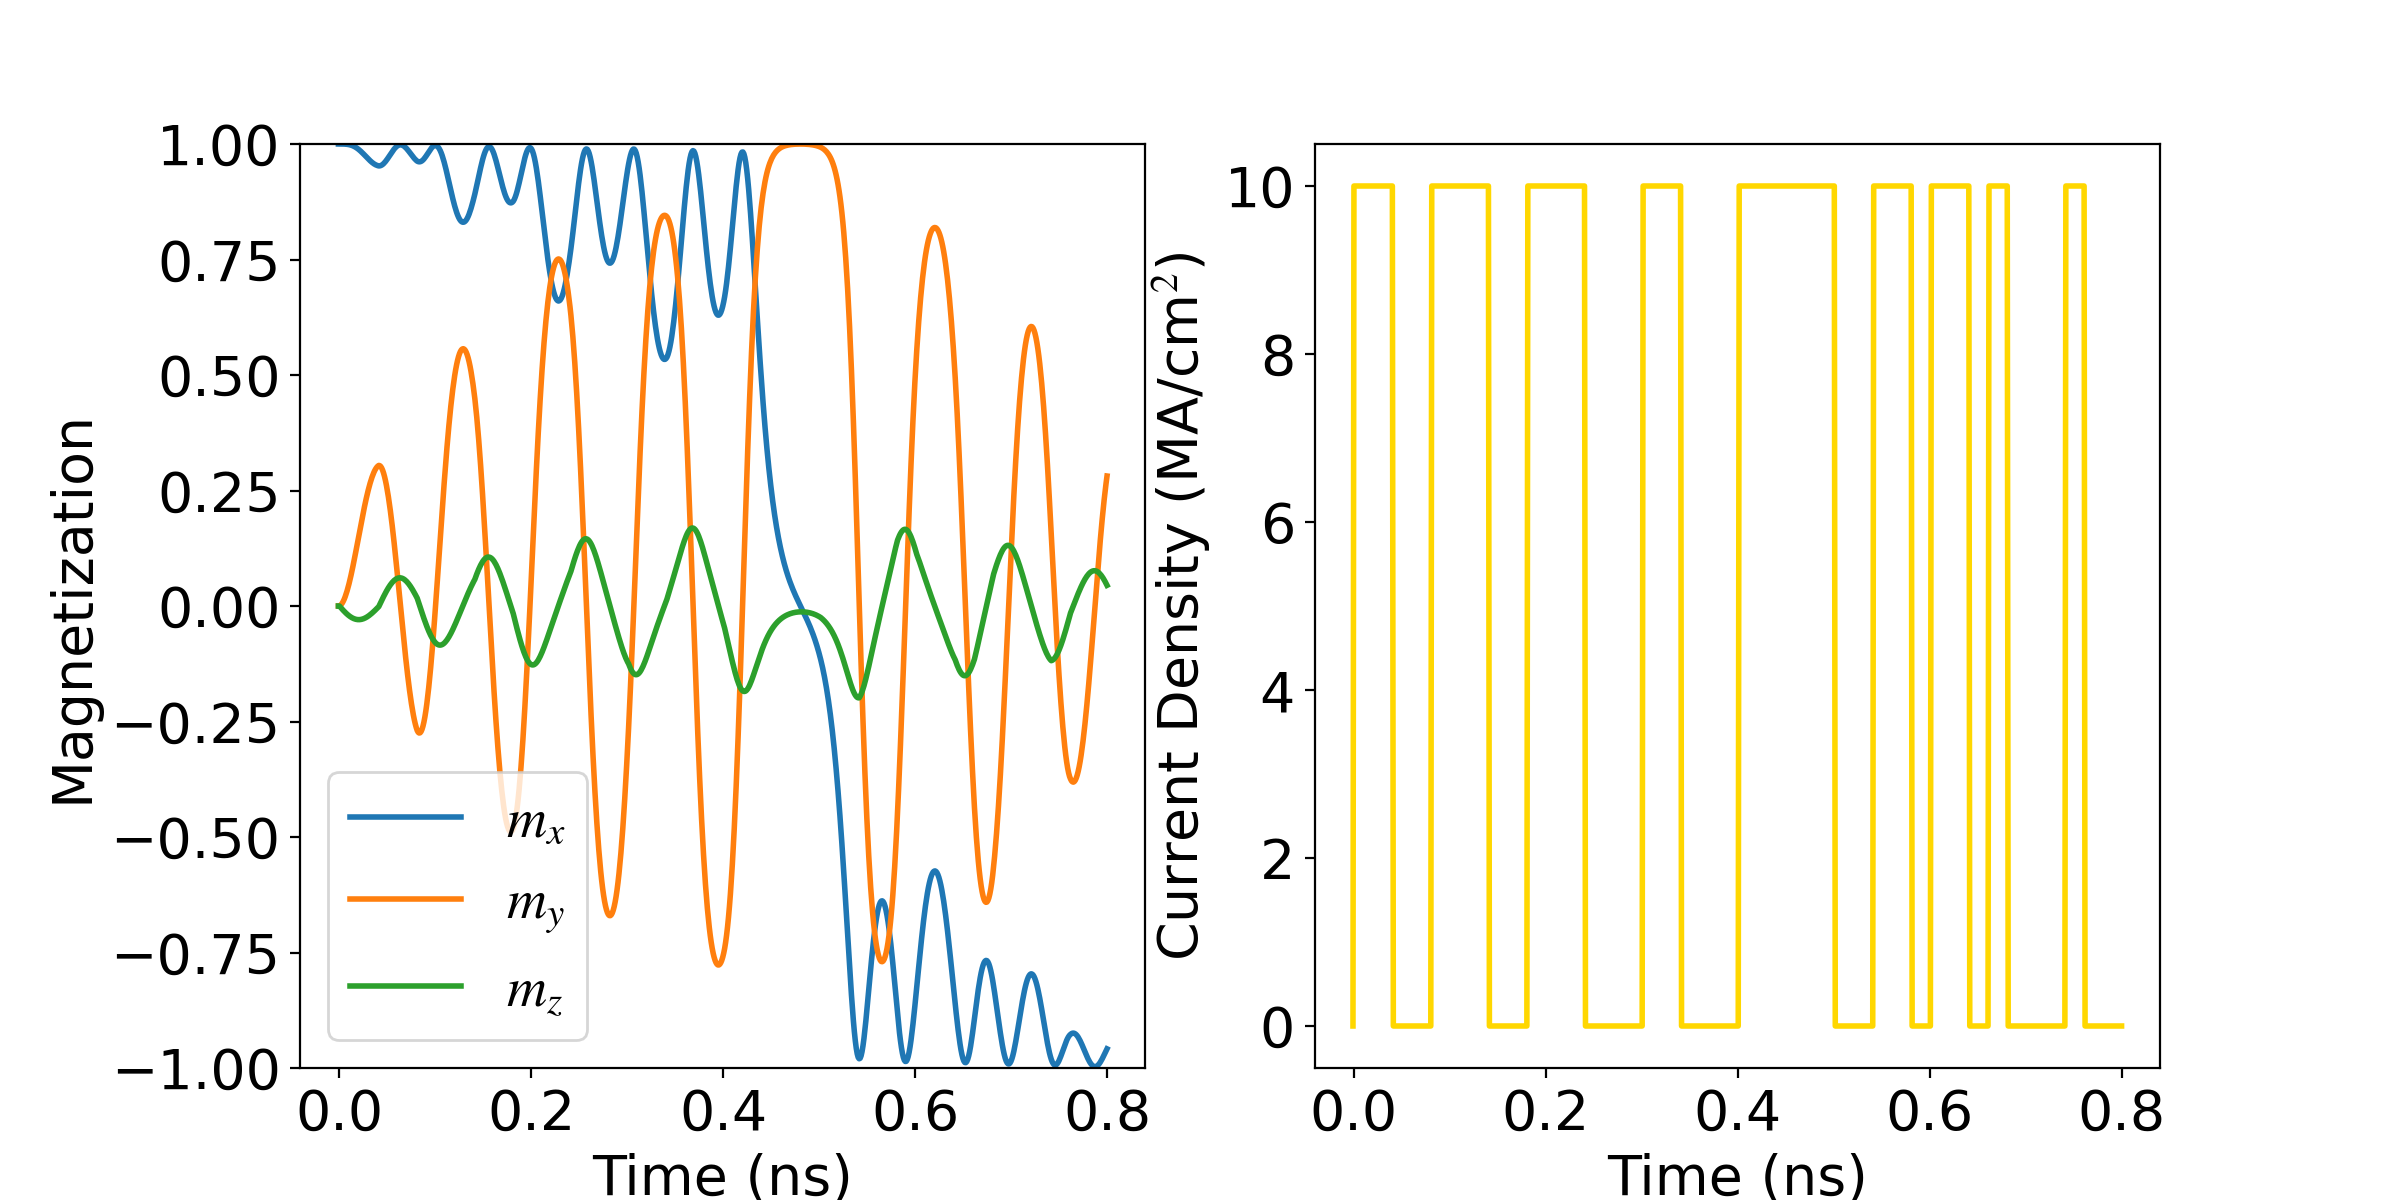 Magnetization
1.00
0.75
0.50
0.25
0.00
−0.25
−0.50
−0.75
−1.00
m_x
m_y
m_z
0.0 0.2 0.4 0.6 0.8
Time (ns)
Current Density (MA/cm²)
10
8
6
4
2
0
0.0 0.2 0.4 0.6 0.8
Time (ns)